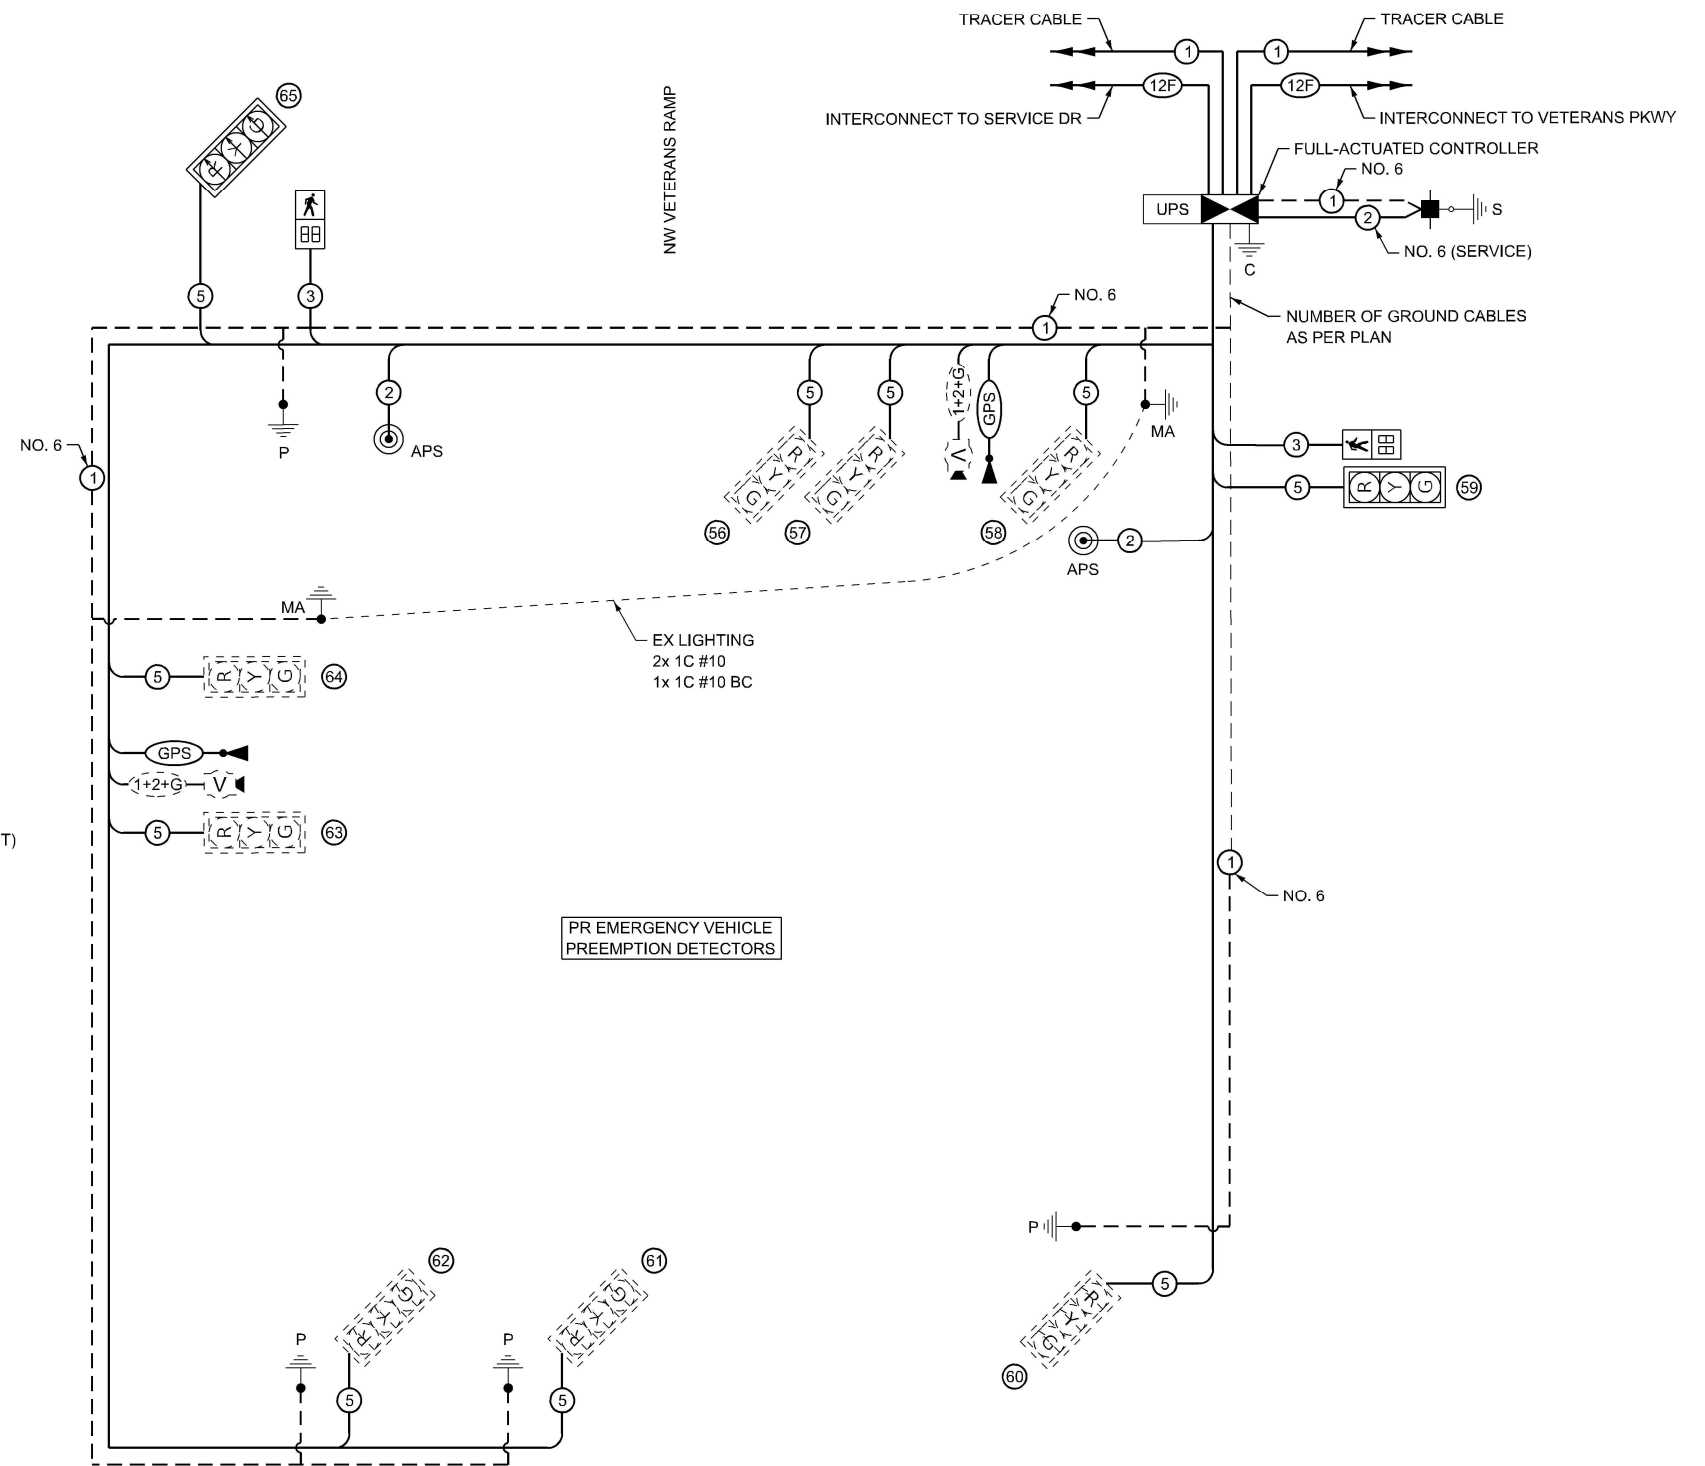 TRACER CABLE
TRACER CABLE
1
1
12F
12F
INTERCONNECT TO SERVICE DR
INTERCONNECT TO VETERANS PKWY
65
R Y G
NW VETERANS RAMP
FULL-ACTUATED CONTROLLER
NO. 6
1
UPS
2
S
NO. 6 (SERVICE)
C
5
3
NO. 6
1
NUMBER OF GROUND CABLES
AS PER PLAN
2
5
5
1+2+G
GPS
5
NO. 6
1
P
APS
MA
3
R Y G
R Y G
V
R Y G
5
R Y G
59
56
57
58
2
APS
MA
EX LIGHTING
2x 1C #10
1x 1C #10 BC
5
R Y G
64
GPS
1+2+G
V
5
R Y G
63
T)
1
NO. 6
PR EMERGENCY VEHICLE
PREEMPTION DETECTORS
P
62
61
5
R Y G
R Y G
R Y G
P
P
60
5
5